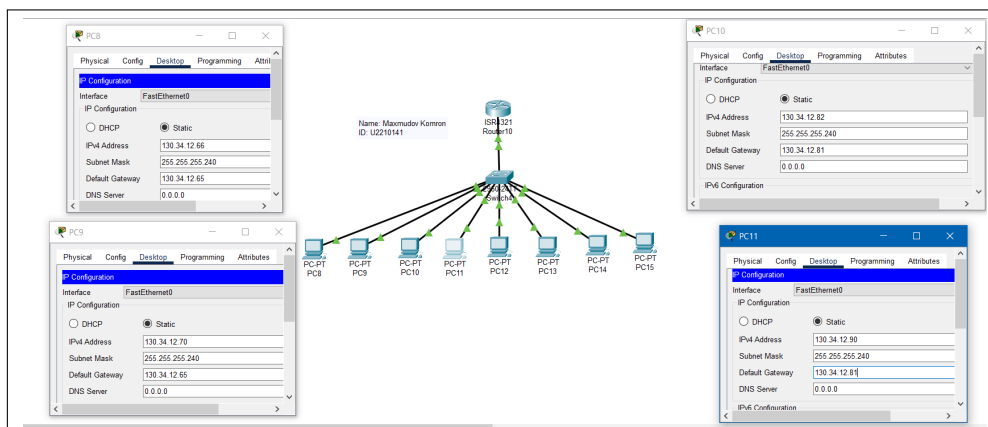 PC8
Physical Config Desktop Programming
IP Configuration
Interface FastEthernet0
IP Configuration
DHCP Static
IPv4 Address 130.34.12.66
Subnet Mask 255.255.255.240
Default Gateway 130.34.12.65
DNS Server 0.0.0.0
PC9
Physical Config Desktop Programming Attributes
IP Configuration
Interface FastEthernet0
IP Configuration
DHCP Static
IPv4 Address 130.34.12.70
Subnet Mask 255.255.255.240
Default Gateway 130.34.12.65
DNS Server 0.0.0.0
Name: Maxmudov Komron
ID: U2210141
ISR4321
Router10
Switch4
PC-PT
PC8
PC-PT
PC9
PC-PT
PC10
PC-PT
PC11
PC-PT
PC12
PC-PT
PC13
PC-PT
PC14
PC-PT
PC15
PC10
Physical Config Desktop Programming Attributes
Interface FastEthernet0
IP Configuration
DHCP Static
IPv4 Address 130.34.12.82
Subnet Mask 255.255.255.240
Default Gateway 130.34.12.81
DNS Server 0.0.0.0
IPv6 Configuration
PC11
Physical Config Desktop Programming Attributes
IP Configuration
Interface FastEthernet0
IP Configuration
DHCP Static
IPv4 Address 130.34.12.90
Subnet Mask 255.255.255.240
Default Gateway 130.34.12.81
DNS Server 0.0.0.0
IPv6 Configuration